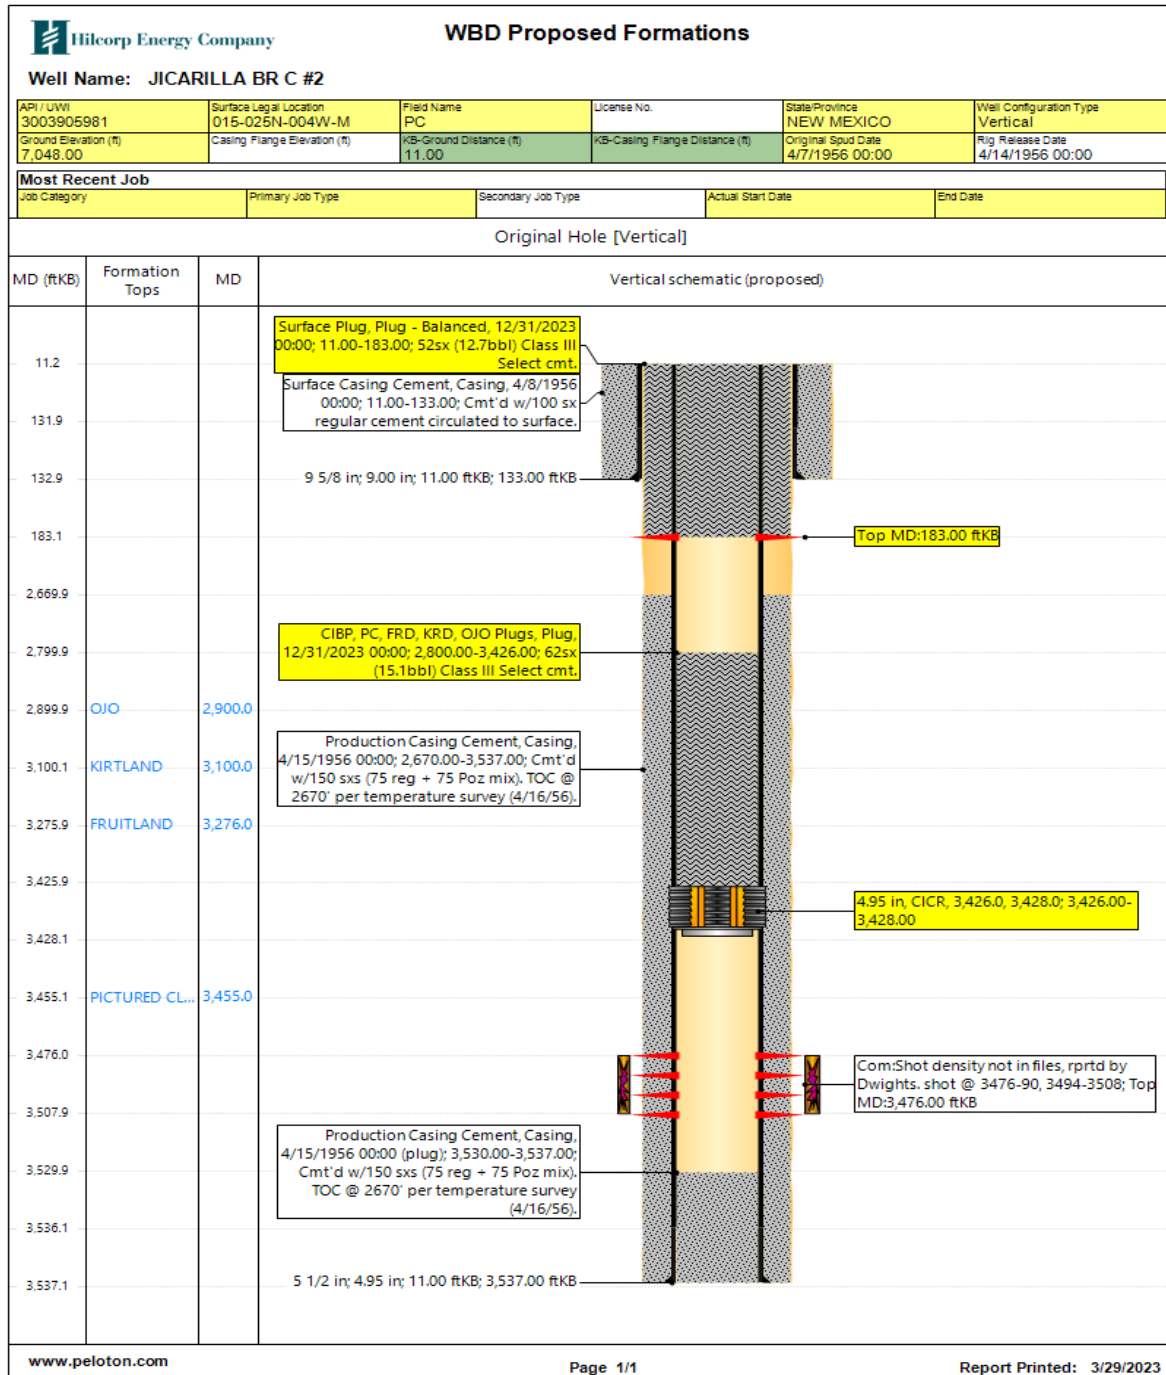 Hilcorp Energy Company
WBD Proposed Formations
Well Name: JICARILLA BR C #2
API / UWI
3003905981
Surface Legal Location
015-025N-004W-M
Field Name
PC
License No.
State/Province
NEW MEXICO
Well Configuration Type
Vertical
Ground Elevation (ft)
7,048.00
Casing Flange Elevation (ft)
KB-Ground Distance (ft)
11.00
KB-Casing Flange Distance (ft)
Original Spud Date
4/7/1956 00:00
Rig Release Date
4/14/1956 00:00
Most Recent Job
Job Category
Primary Job Type
Secondary Job Type
Actual Start Date
End Date
Original Hole [Vertical]
MD (ftKB)
Formation
Tops
MD
Vertical schematic (proposed)
Surface Plug, Plug - Balanced, 12/31/2023
00:00; 11.00-183.00; 52sx (12.7bbl) Class III
Select cmt.
11.2
Surface Casing Cement, Casing, 4/8/1956
00:00; 11.00-133.00; Cmt'd w/100 sx
regular cement circulated to surface.
131.9
132.9
9 5/8 in; 9.00 in; 11.00 ftKB; 133.00 ftKB
183.1
Top MD:183.00 ftKB
2,669.9
CIBP, PC, FRD, KRD, OJO Plugs, Plug,
12/31/2023 00:00; 2,800.00-3,426.00; 62sx
(15.1bbl) Class III Select cmt.
2,799.9
2,899.9 OJO 2,900.0
Production Casing Cement, Casing,
4/15/1956 00:00; 2,670.00-3,537.00; Cmt'd
w/150 sxs (75 reg + 75 Poz mix). TOC @
2670' per temperature survey (4/16/56).
3,100.1 KIRTLAND 3,100.0
3,275.9 FRUITLAND 3,276.0
3,425.9
4.95 in, CICR, 3,426.0, 3,428.0; 3,426.00-
3,428.00
3,428.1
3,455.1 PICTURED CL... 3,455.0
3,476.0
Com:Shot density not in files, rprtd by
Dwights. shot @ 3476-90, 3494-3508; Top
MD:3,476.00 ftKB
3,507.9
Production Casing Cement, Casing,
4/15/1956 00:00 (plug); 3,530.00-3,537.00;
Cmt'd w/150 sxs (75 reg + 75 Poz mix).
TOC @ 2670' per temperature survey
(4/16/56).
3,529.9
3,536.1
3,537.1
5 1/2 in; 4.95 in; 11.00 ftKB; 3,537.00 ftKB
www.peloton.com
Page 1/1
Report Printed: 3/29/2023